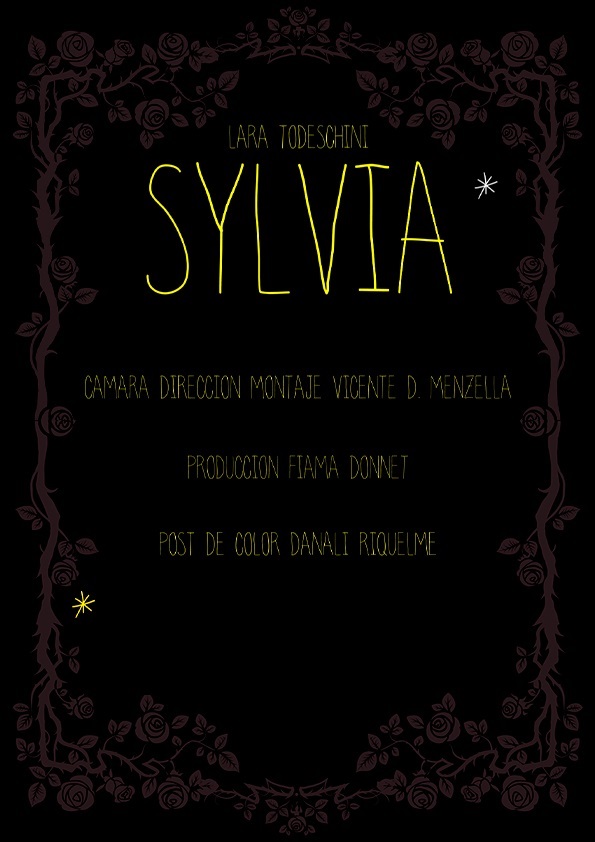 LARA TODESCHINI
SYLVIA
CAMARA DIRECCION MONTAJE VICENTE D. MENZELLA
PRODUCCION FIAMA DONNET
POST DE COLOR DANALI RIQUELME